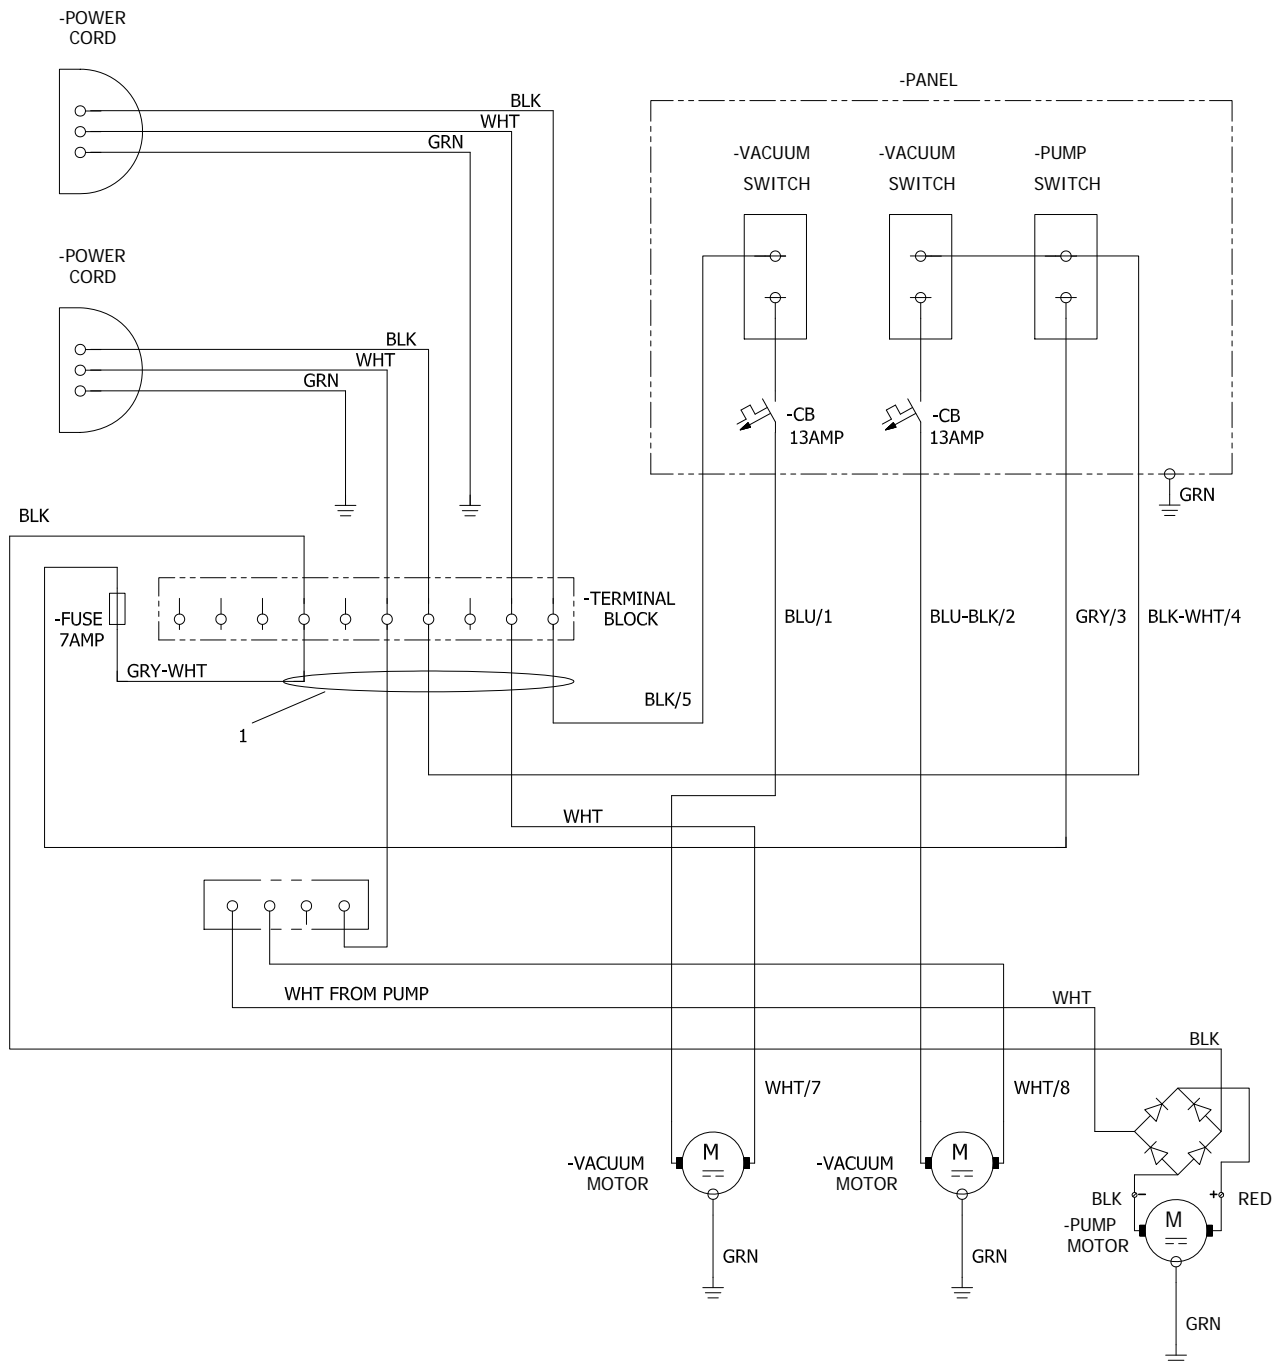 -POWER
CORD
-PANEL
BLK
WHT
GRN
-VACUUM
SWITCH
-VACUUM
SWITCH
-PUMP
SWITCH
-POWER
CORD
BLK
WHT
GRN
-CB
13AMP
-CB
13AMP
GRN
BLK
-FUSE
7AMP
-TERMINAL
BLOCK
BLU/1
BLU-BLK/2
GRY/3
BLK-WHT/4
GRY-WHT
BLK/5
1
WHT
WHT FROM PUMP
WHT
BLK
WHT/7
WHT/8
-VACUUM
MOTOR
M
-VACUUM
MOTOR
M
BLK
-
+
RED
-PUMP
MOTOR
M
GRN
GRN
GRN